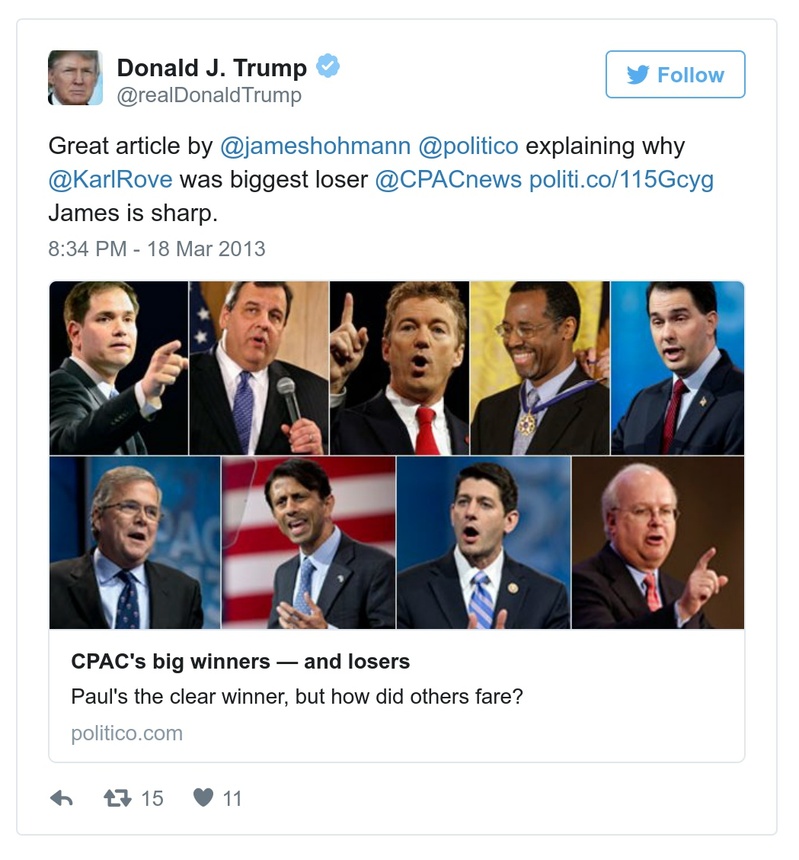 Donald J. Trump
@realDonaldTrump
Follow
Great article by @jameshohmann @politico explaining why
@KarlRove was biggest loser @CPACnews politi.co/115Gcyg
James is sharp.
8:34 PM - 18 Mar 2013
CPAC
CPAC's big winners — and losers
Paul's the clear winner, but how did others fare?
politico.com
15
11